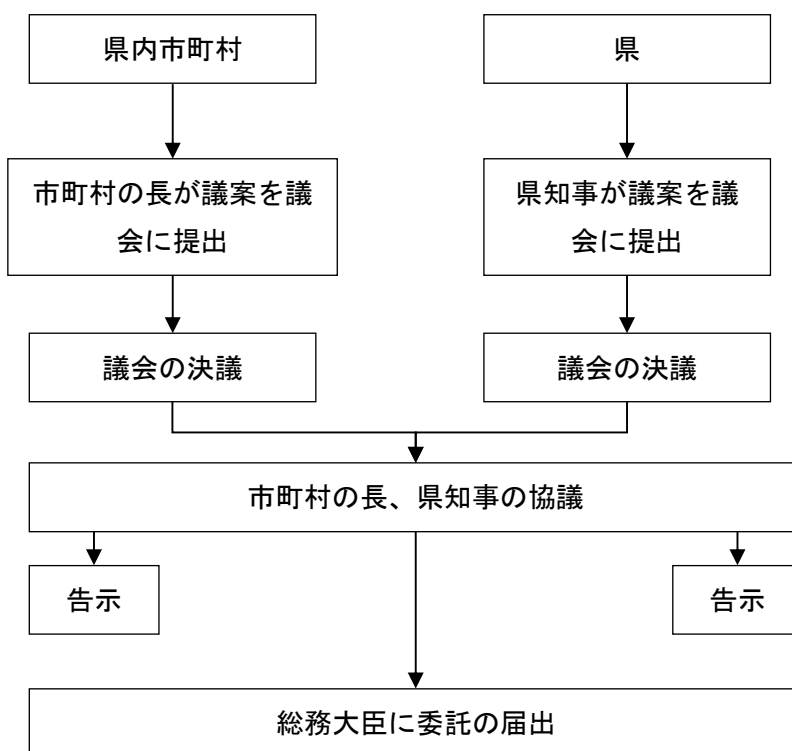 県内市町村
県
市町村の長が議案を議
会に提出
県知事が議案を議
会に提出
議会の決議
議会の決議
市町村の長、県知事の協議
告示
告示
総務大臣に委託の届出